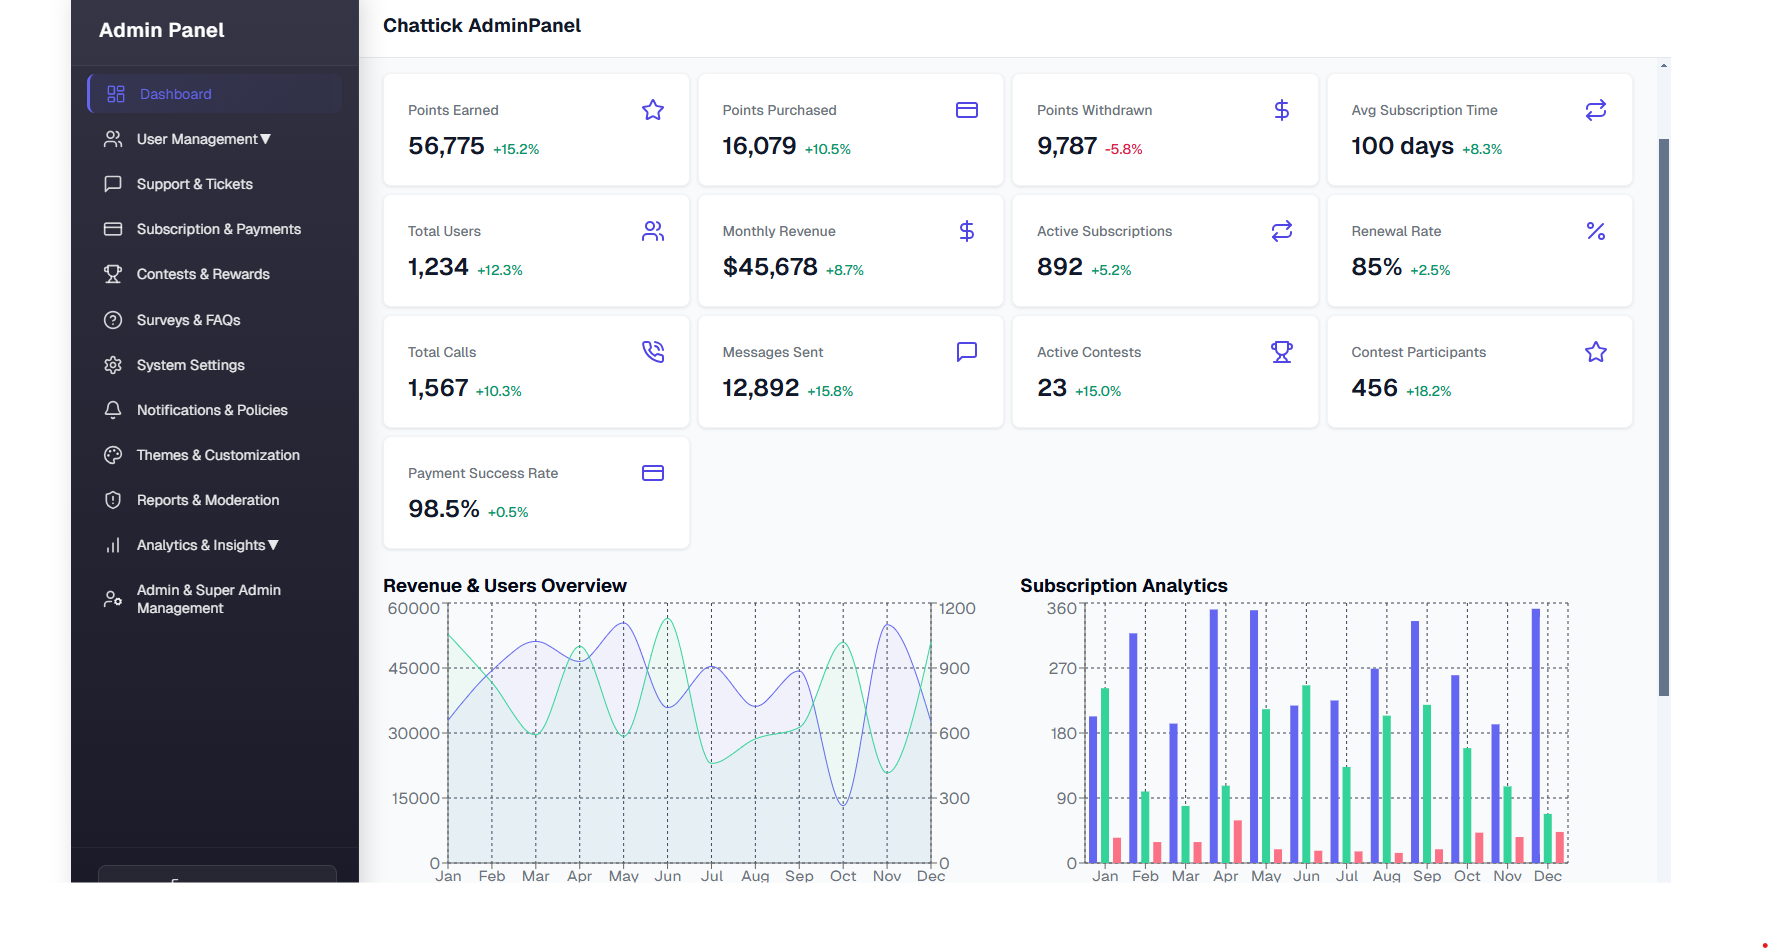 Admin Panel
Dashboard
User Management▼
Support & Tickets
Subscription & Payments
Contests & Rewards
Surveys & FAQs
System Settings
Notifications & Policies
Themes & Customization
Reports & Moderation
Analytics & Insights▼
Admin & Super Admin
Management
Chattick AdminPanel
Points Earned
56,775 +15.2%
Points Purchased
16,079 +10.5%
Points Withdrawn
9,787 -5.8%
Avg Subscription Time
100 days +8.3%
Total Users
1,234 +12.3%
Monthly Revenue
$45,678 +8.7%
Active Subscriptions
892 +5.2%
Renewal Rate
85% +2.5%
Total Calls
1,567 +10.3%
Messages Sent
12,892 +15.8%
Active Contests
23 +15.0%
Contest Participants
456 +18.2%
Payment Success Rate
98.5% +0.5%
Revenue & Users Overview
60000
45000
30000
15000
0
1200
900
600
300
0
Jan Feb Mar Apr May Jun Jul Aug Sep Oct Nov Dec
Subscription Analytics
360
270
180
90
0
Jan Feb Mar Apr May Jun Jul Aug Sep Oct Nov Dec